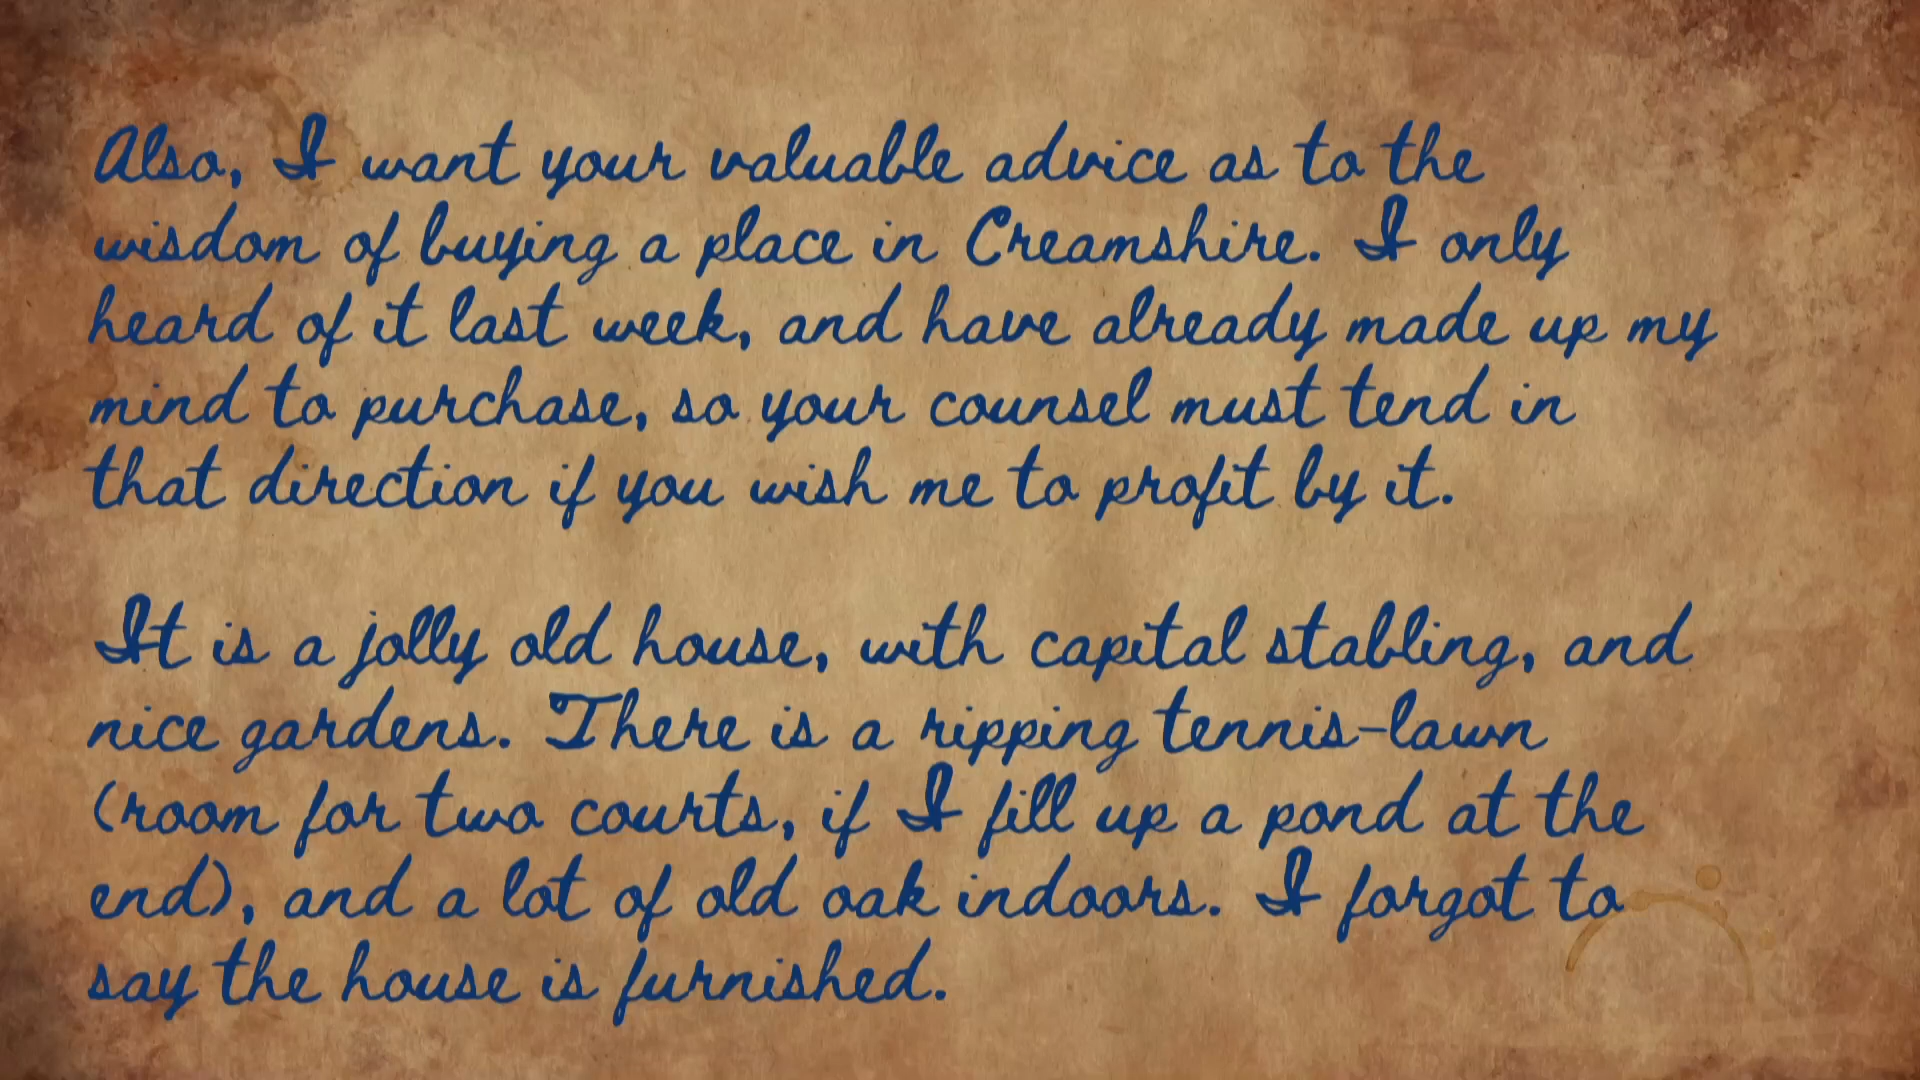 Also, I want your valuable advice as to the
wisdom of buying a place in Creamshire. I only
heard of it last week, and have already made up my
mind to purchase, so your counsel must tend in
that direction if you wish me to profit by it.
It is a jolly old house, with capital stabling, and
nice gardens. There is a ripping tennis-lawn
(room for two courts, if I fill up a pond at the
end), and a lot of old oak indoors. I forgot to
say the house is furnished.